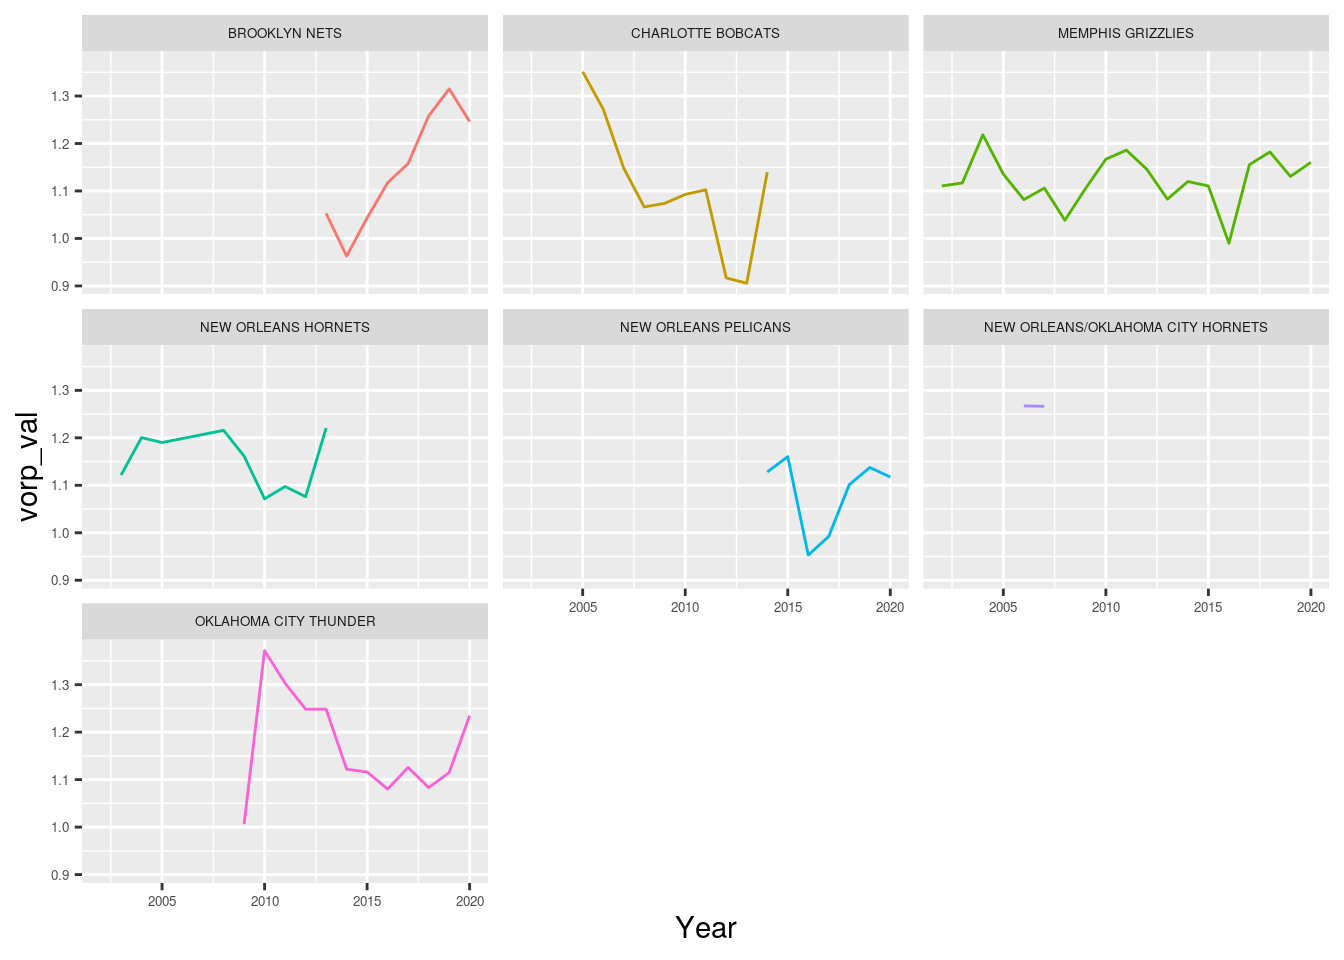 BROOKLYN NETS
CHARLOTTE BOBCATS
MEMPHIS GRIZZLIES
1.3
1.2
1.1
1.0
0.9
NEW ORLEANS HORNETS
NEW ORLEANS PELICANS
NEW ORLEANS/OKLAHOMA CITY HORNETS
vorp_val
1.3
1.2
1.1
1.0
0.9
2005 2010 2015 2020
2005 2010 2015 2020
OKLAHOMA CITY THUNDER
1.3
1.2
1.1
1.0
0.9
2005 2010 2015 2020
Year